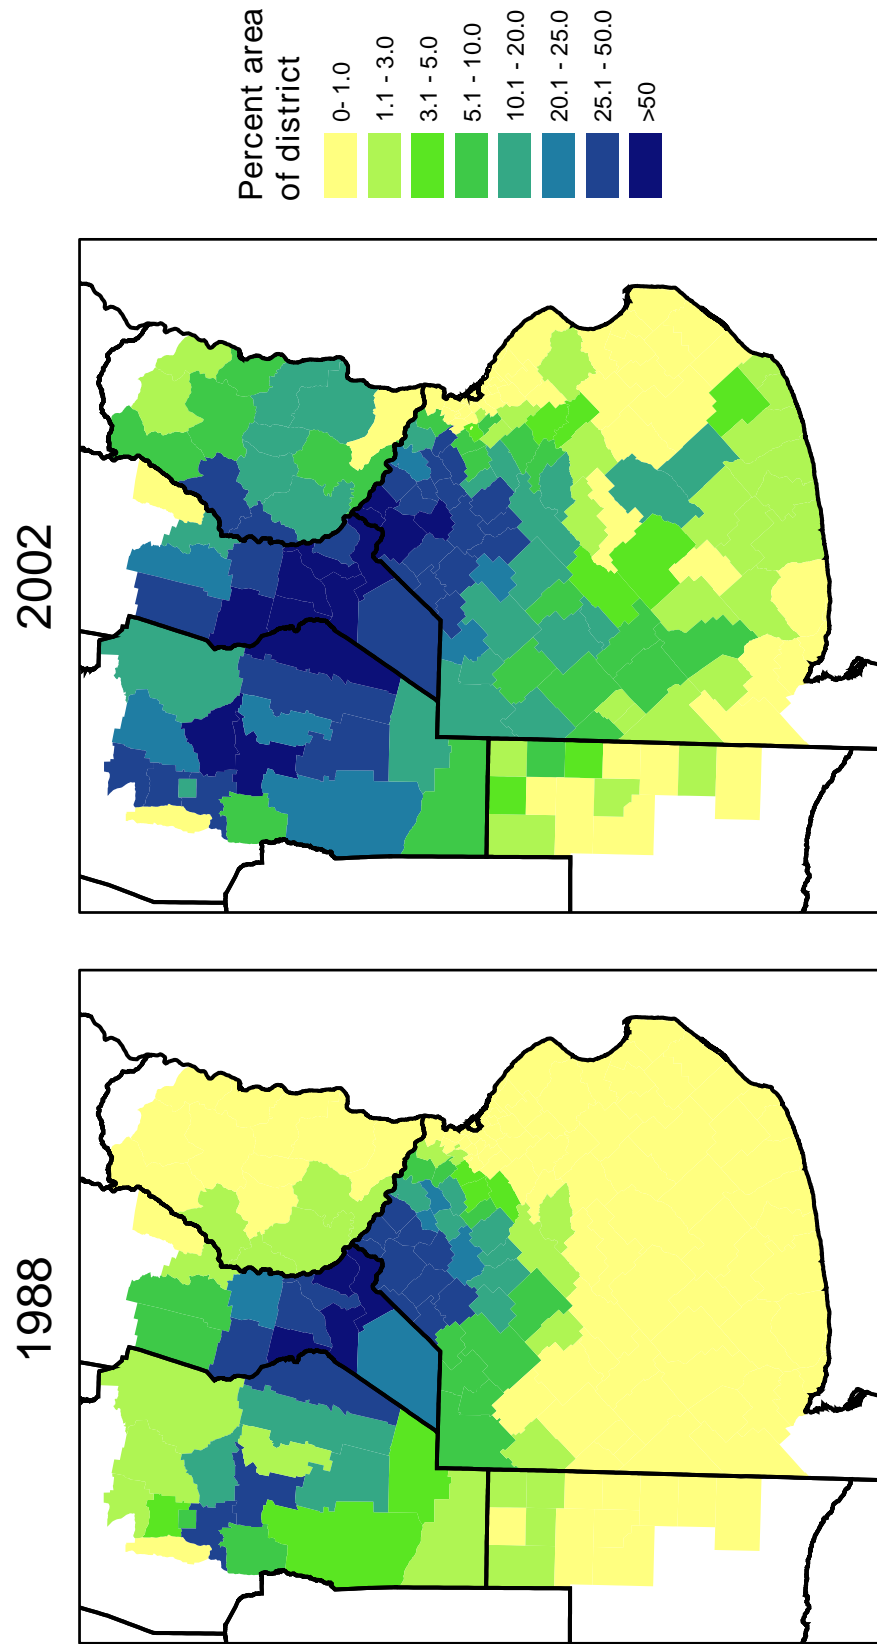 1988
2002
Percent area
of district
0- 1.0
1.1 - 3.0
3.1 - 5.0
5.1 - 10.0
10.1 - 20.0
20.1 - 25.0
25.1 - 50.0
>50